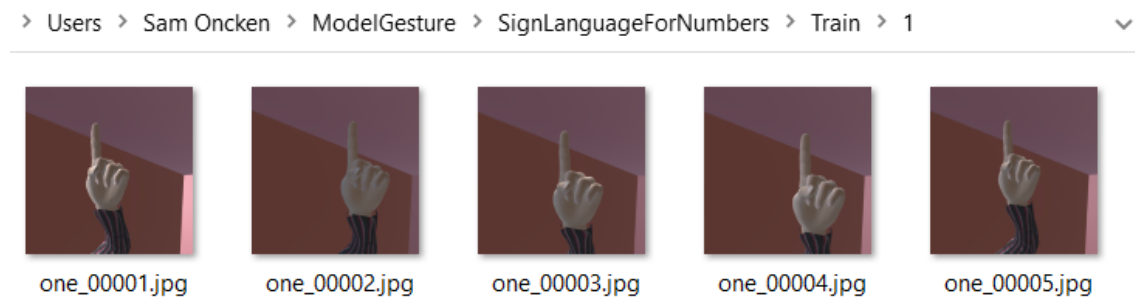 > Users > Sam Oncken > ModelGesture > SignLanguageForNumbers > Train > 1
one_00001.jpg one_00002.jpg one_00003.jpg one_00004.jpg one_00005.jpg